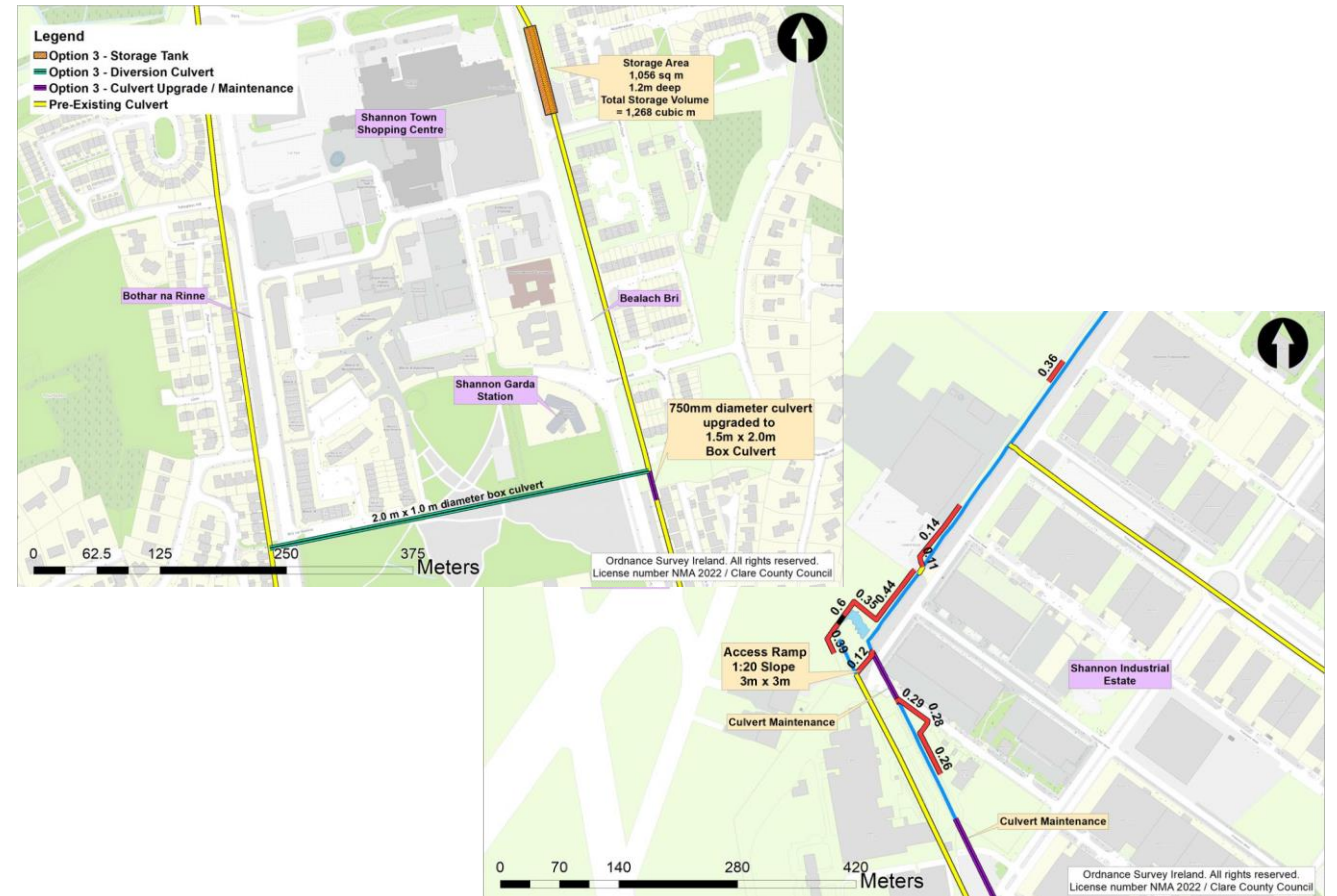 Legend
Option 3 - Storage Tank
Option 3 - Diversion Culvert
Option 3 - Culvert Upgrade / Maintenance
Pre-Existing Culvert
Storage Area
1,056 sq m
1.2m deep
Total Storage Volume
= 1,268 cubic m
Shannon Town
Shopping Centre
Bothar na Rinne
Bealach Bri
Shannon Garda
Station
750mm diameter culvert
upgraded to
1.5m x 2.0m
Box Culvert
2.0 m x 1.0 m diameter box culvert
0 62.5 125 250 375
Meters
Ordnance Survey Ireland. All rights reserved.
License number NMA 2022 / Clare County Council
0.36
0.14
0.11
0.44
0.35
0.6
0.39
0.12
Access Ramp
1:20 Slope
3m x 3m
Shannon Industrial
Estate
Culvert Maintenance
0.29
0.28
0.26
Culvert Maintenance
0 70 140 280 420
Meters
Ordnance Survey Ireland. All rights reserved.
License number NMA 2022 / Clare County Council